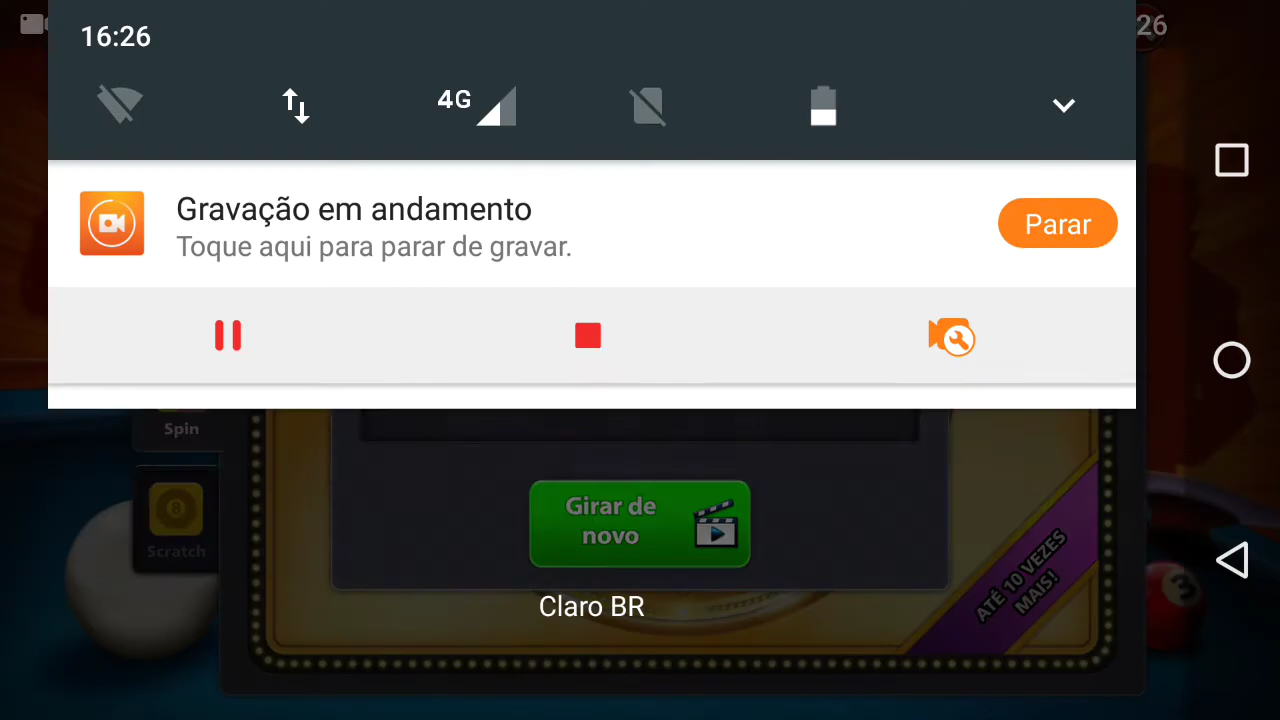 16:26
26
4G
Gravação em andamento
Toque aqui para parar de gravar.
Parar
Spin
Girar de
novo
8
Scratch
ATÉ 10 VEZES
MAIS!
3
Claro BR